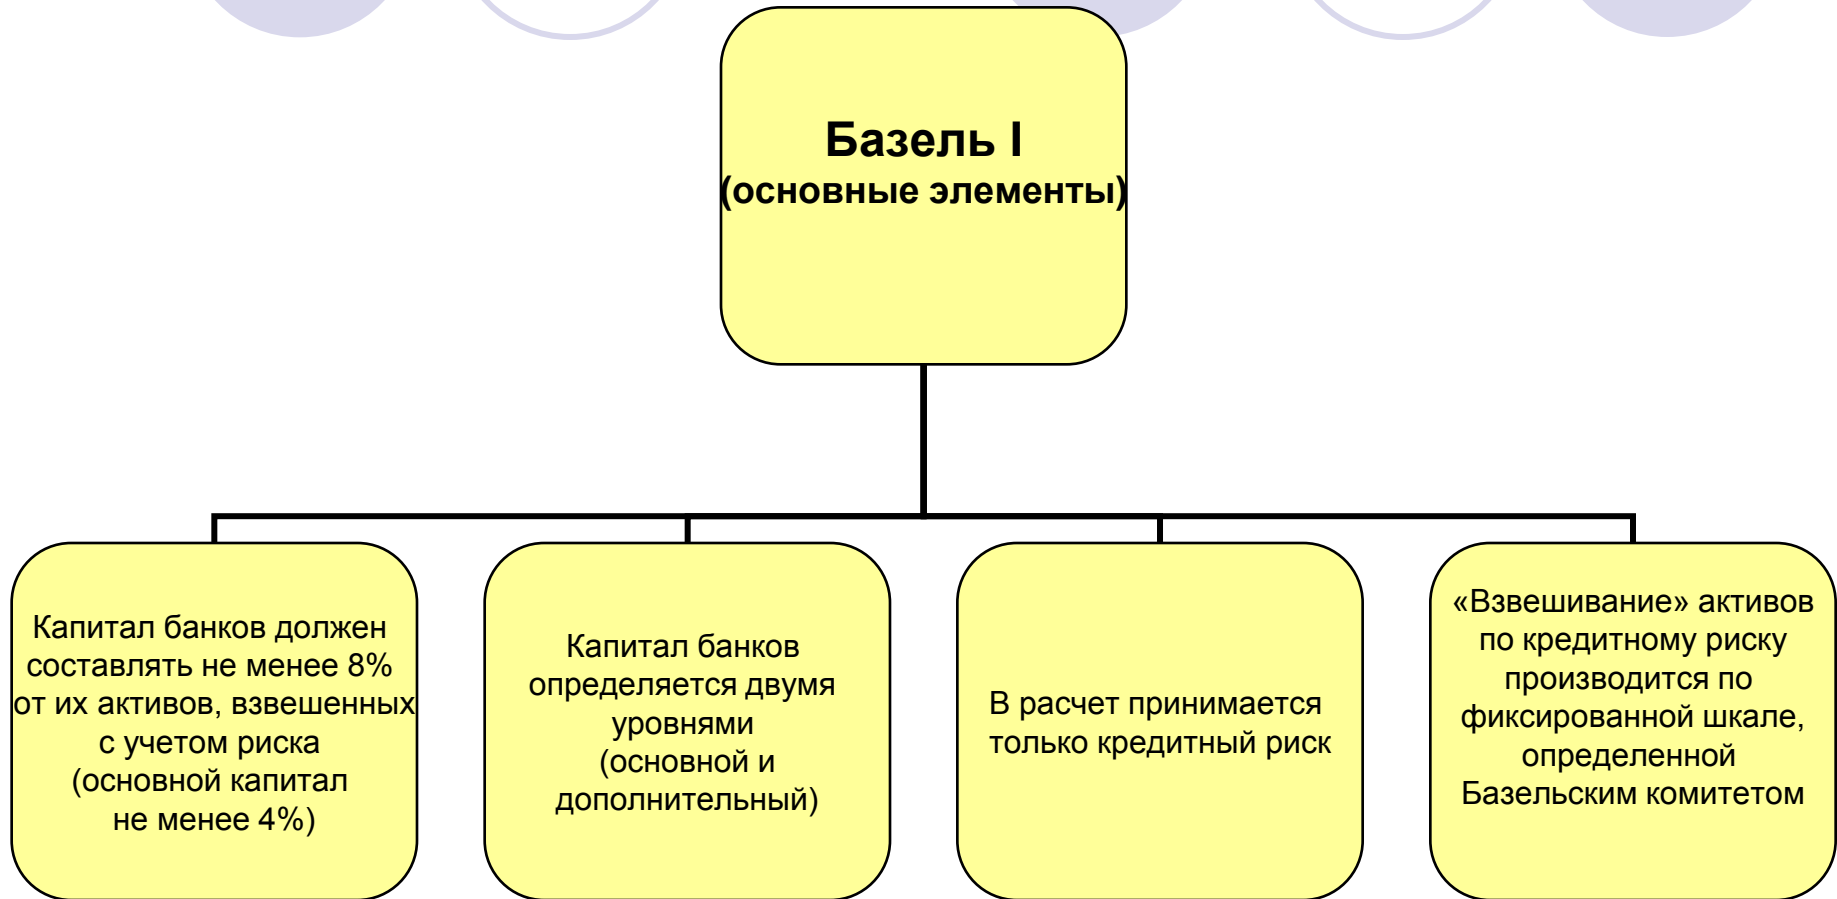 Базель I
(основные элементы)
Капитал банков должен
составлять не менее 8%
от их активов, взвешенных
с учетом риска
(основной капитал
не менее 4%)
Капитал банков
определяется двумя
уровнями
(основной и
дополнительный)
В расчет принимается
только кредитный риск
«Взвешивание» активов
по кредитному риску
производится по
фиксированной шкале,
определенной
Базельским комитетом